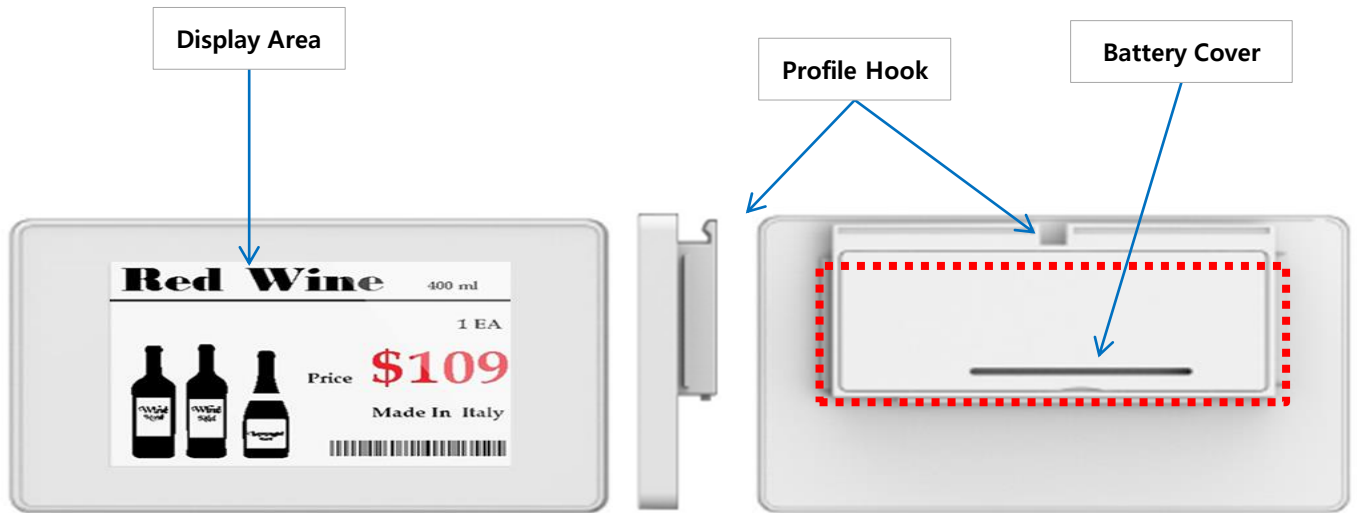 Display Area
Profile Hook
Battery Cover
Red Wine 400 ml
1 EA
Price $109
Made In Italy